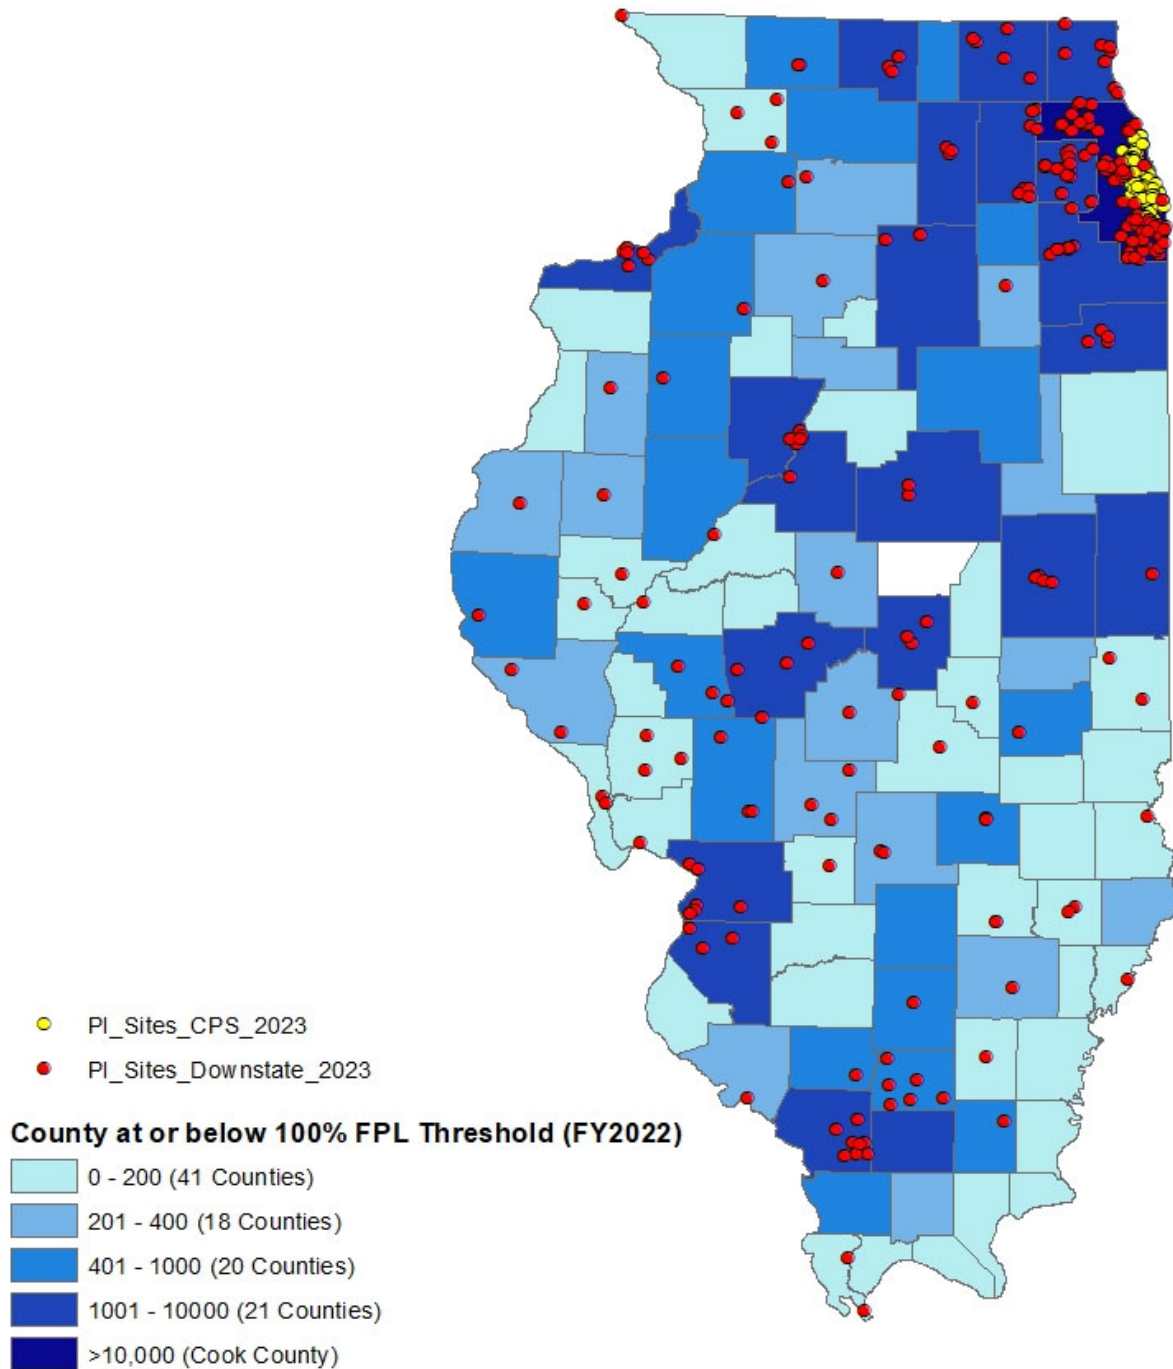 PI_Sites_CPS_2023
PI_Sites_Downstate_2023
County at or below 100% FPL Threshold (FY2022)
0 - 200 (41 Counties)
201 - 400 (18 Counties)
401 - 1000 (20 Counties)
1001 - 10000 (21 Counties)
>10,000 (Cook County)